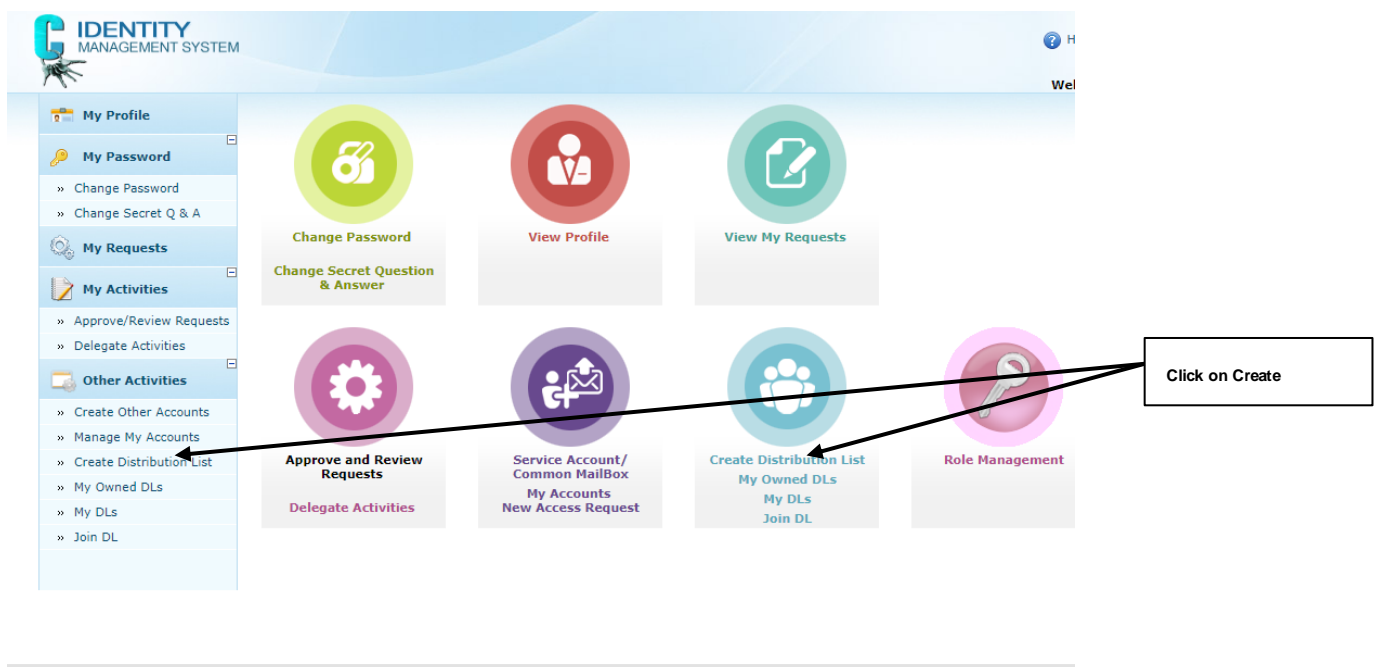 IDENTITY
MANAGEMENT SYSTEM
H
Wel
My Profile
My Password
» Change Password
» Change Secret Q & A
My Requests
My Activities
» Approve/Review Requests
» Delegate Activities
Other Activities
» Create Other Accounts
» Manage My Accounts
» Create Distribution List
» My Owned DLs
» My DLs
» Join DL
Change Password
Change Secret Question
& Answer
View Profile
View My Requests
Approve and Review
Requests
Delegate Activities
Service Account/
Common MailBox
My Accounts
New Access Request
Create Distribution List
My Owned DLs
My DLs
Join DL
Role Management
Click on Create